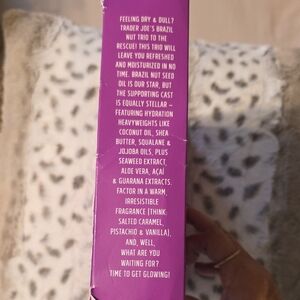 FEELING DRY & DULL?
TRADER JOE'S BRAZIL
NUT TRIO TO THE
RESCUE! THIS TRIO WILL
LEAVE YOU REFRESHED
AND MOISTURIZED IN NO
TIME. BRAZIL NUT SEED
OIL IS OUR STAR, BUT
THE SUPPORTING CAST
IS EQUALLY STELLAR –
FEATURING HYDRATION
HEAVYWEIGHTS LIKE
COCONUT OIL, SHEA
BUTTER, SQUALANE &
JOJOBA OILS, PLUS
SEAWEED EXTRACT,
ALOE VERA, AÇAÍ
& GUARANA EXTRACTS.
FACTOR IN A WARM,
IRRESISTIBLE
FRAGRANCE (THINK,
SALTED CARAMEL,
PISTACHIO & VANILLA),
AND, WELL,
WHAT ARE YOU
WAITING FOR?
TIME TO GET GLOWING!